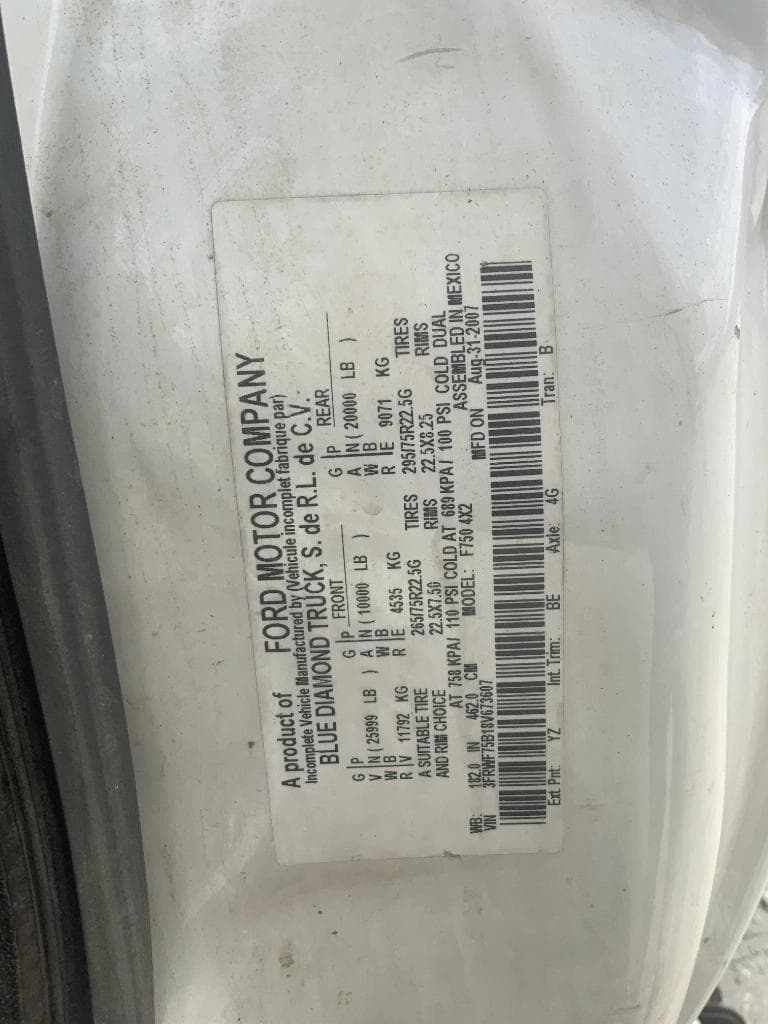 A product of FORD MOTOR COMPANY
Incomplete Vehicle Manufactured by (Vehicule incomplet fabrique par)
BLUE DIAMOND TRUCK, S. de R.L. de C.V.
FRONT REAR
G P G P G P
V N ( 25999 LB ) A N ( 10000 LB ) A N ( 20000 LB )
W B W B W B
R V 11792 KG R E 4535 KG R E 9071 KG
A SUITABLE TIRE 265/75R22.5G TIRES 295/75R22.5G TIRES
AND RIM CHOICE 22.5X7.50 RIMS 22.5X8.25 RIMS
AT 758 KPA/ 110 PSI COLD AT 689 KPA/ 100 PSI COLD DUAL
ASSEMBLED IN MEXICO
WB: 182.0 IN 462.0 CM MODEL: F750 4X2 MFD ON Aug-31-2007
VIN 3FRWF75B18V673607
Ext. Pnt: YZ Int. Trim: BE Axle: 4G Tran: B